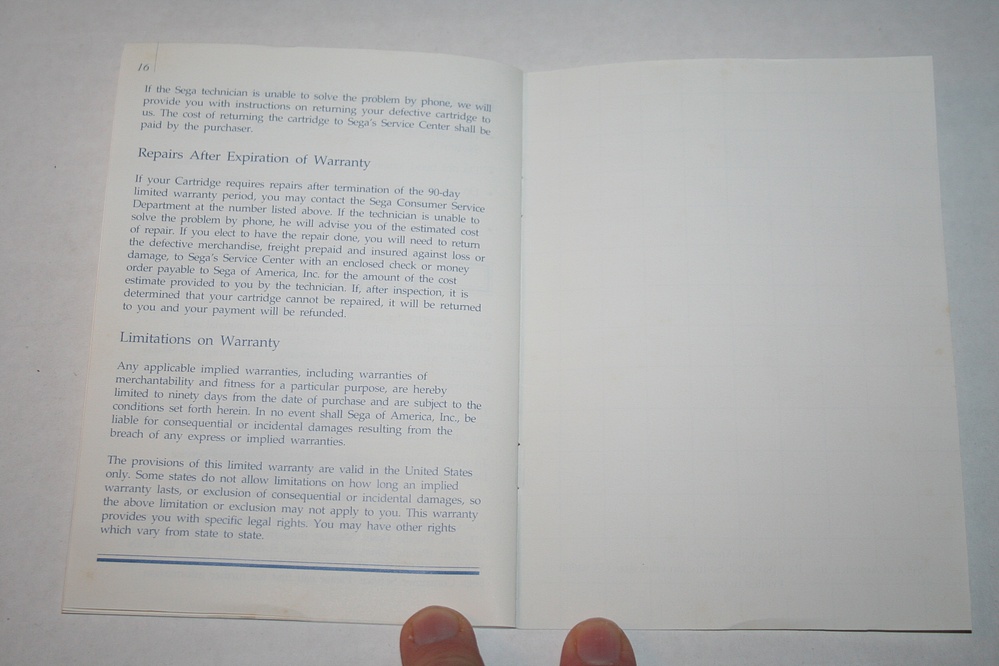 16
If the Sega technician is unable to solve the problem by phone, we will
provide you with instructions on returning your defective cartridge to
us. The cost of returning the cartridge to Sega's Service Center shall be
paid by the purchaser.
Repairs After Expiration of Warranty
If your Cartridge requires repairs after termination of the 90-day
limited warranty period, you may contact the Sega Consumer Service
Department at the number listed above. If the technician is unable to
solve the problem by phone, he will advise you of the estimated cost
of repair. If you elect to have the repair done, you will need to return
the defective merchandise, freight prepaid and insured against loss or
damage, to Sega's Service Center with an enclosed check or money
order payable to Sega of America, Inc. for the amount of the cost
estimate provided to you by the technician. If, after inspection, it is
determined that your cartridge cannot be repaired, it will be returned
to you and your payment will be refunded.
Limitations on Warranty
Any applicable implied warranties, including warranties of
merchantability and fitness for a particular purpose, are hereby
limited to ninety days from the date of purchase and are subject to the
conditions set forth herein. In no event shall Sega of America, Inc., be
liable for consequential or incidental damages resulting from the
breach of any express or implied warranties.
The provisions of this limited warranty are valid in the United States
only. Some states do not allow limitations on how long an implied
warranty lasts, or exclusion of consequential or incidental damages, so
the above limitation or exclusion may not apply to you. This warranty
provides you with specific legal rights. You may have other rights
which vary from state to state.